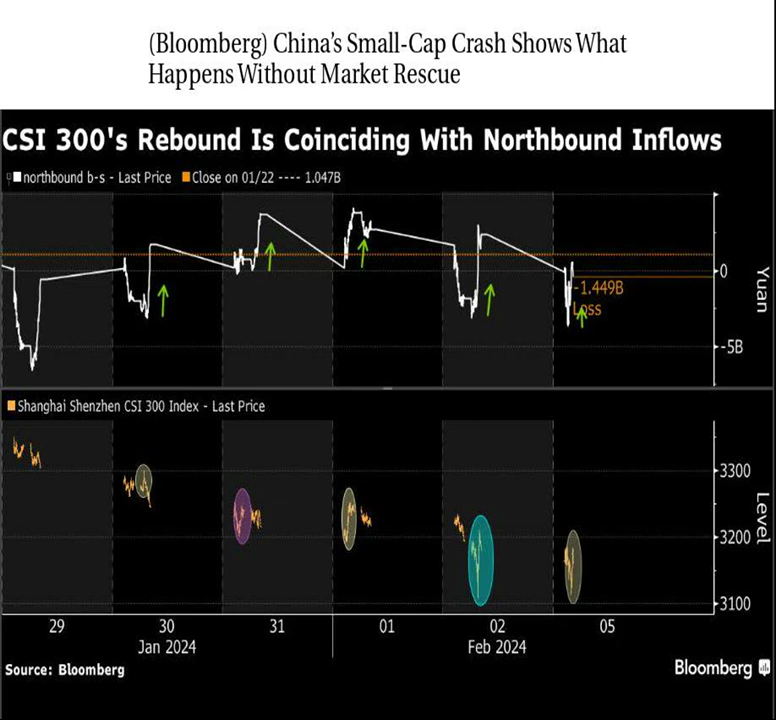 (Bloomberg) China's Small-Cap Crash Shows What
Happens Without Market Rescue
CSI 300's Rebound Is Coinciding With Northbound Inflows
northbound b-s - Last Price Close on 01/22 ---- 1.047B
0
-1.449B
Loss
-5B
Yuan
Shanghai Shenzhen CSI 300 Index - Last Price
3300
3200
3100
Level
29 30 31 01 02 05
Jan 2024 Feb 2024
Source: Bloomberg
Bloomberg